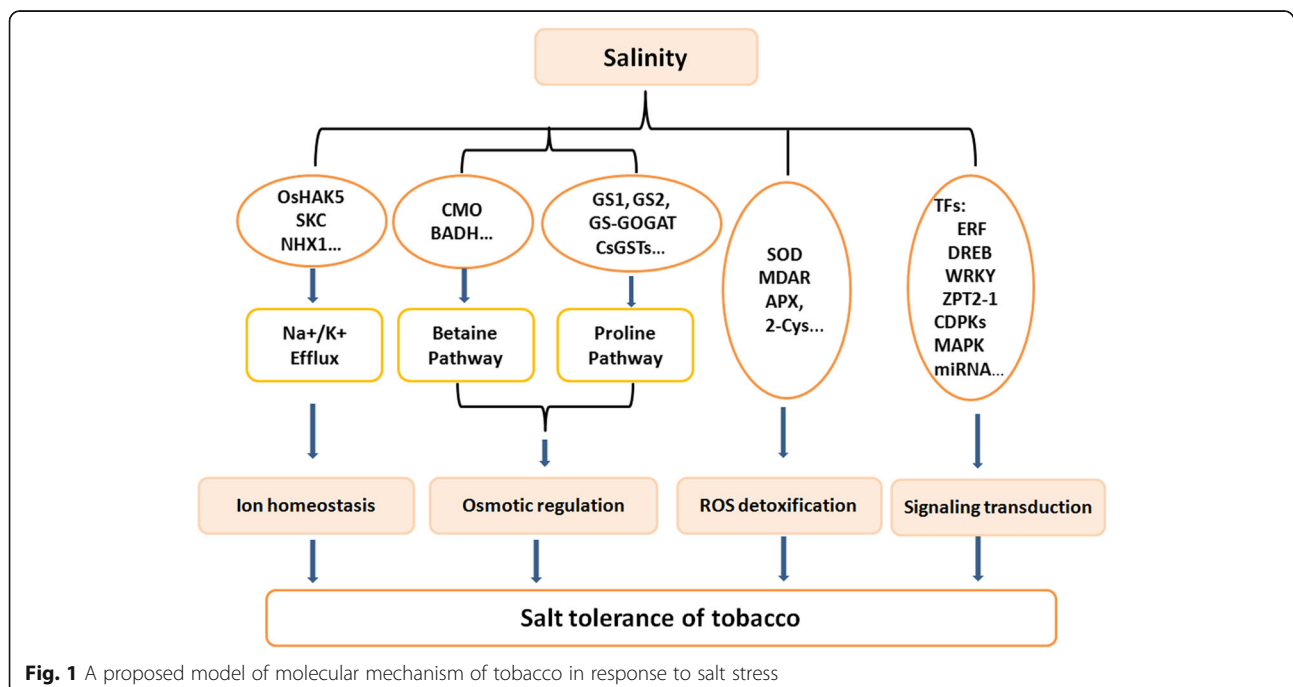 Salinity
OsHAK5
SKC
NHX1...
CMO
BADH...
GS1, GS2,
GS-GOGAT
CsGSTs...
SOD
MDAR
APX,
2-Cys...
TFs:
ERF
DREB
WRKY
ZPT2-1
CDPKs
MAPK
miRNA...
Na+/K+
Efflux
Betaine
Pathway
Proline
Pathway
Ion homeostasis
Osmotic regulation
ROS detoxification
Signaling transduction
Salt tolerance of tobacco
Fig. 1 A proposed model of molecular mechanism of tobacco in response to salt stress